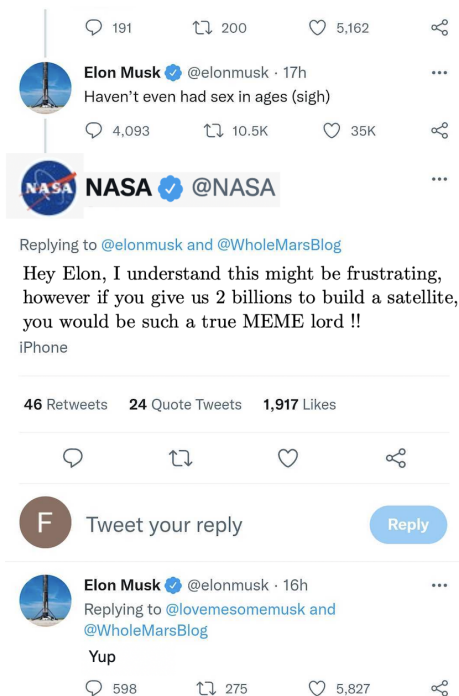 191 200 5,162
Elon Musk @elonmusk · 17h
Haven't even had sex in ages (sigh)
4,093 10.5K 35K
NASA NASA @NASA
Replying to @elonmusk and @WholeMarsBlog
Hey Elon, I understand this might be frustrating,
however if you give us 2 billions to build a satellite,
you would be such a true MEME lord !!
iPhone
46 Retweets 24 Quote Tweets 1,917 Likes
F Tweet your reply Reply
Elon Musk @elonmusk · 16h
Replying to @lovemesomemusk and
@WholeMarsBlog
Yup
598 275 5,827